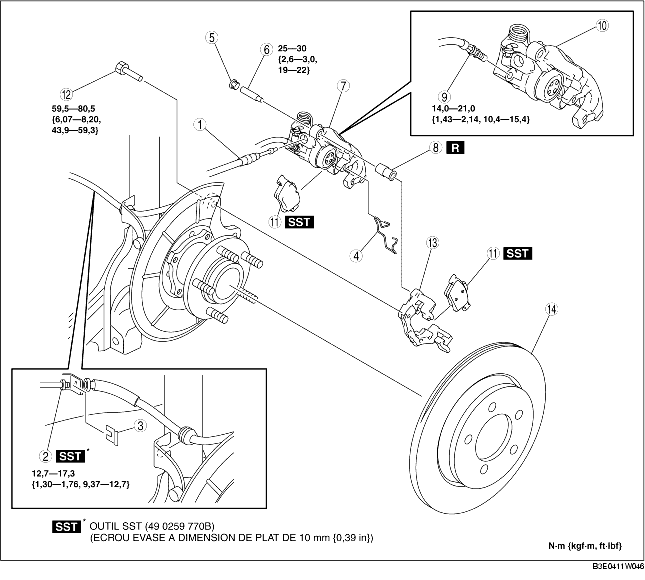 5
6
25—30
{2,6—3,0,
19—22}
7
10
12
59,5—80,5
{6,07—8,20,
43,9—59,3}
9
14,0—21,0
{1,43—2,14, 10,4—15,4}
1
8 R
11
SST
4
13
11 SST
14
3
2 SST*
12,7—17,3
{1,30—1,76, 9,37—12,7}
SST* OUTIL SST (49 0259 770B)
(ECROU EVASE A DIMENSION DE PLAT DE 10 mm {0,39 in})
N·m {kgf·m, ft·lbf}
B3E0411W046